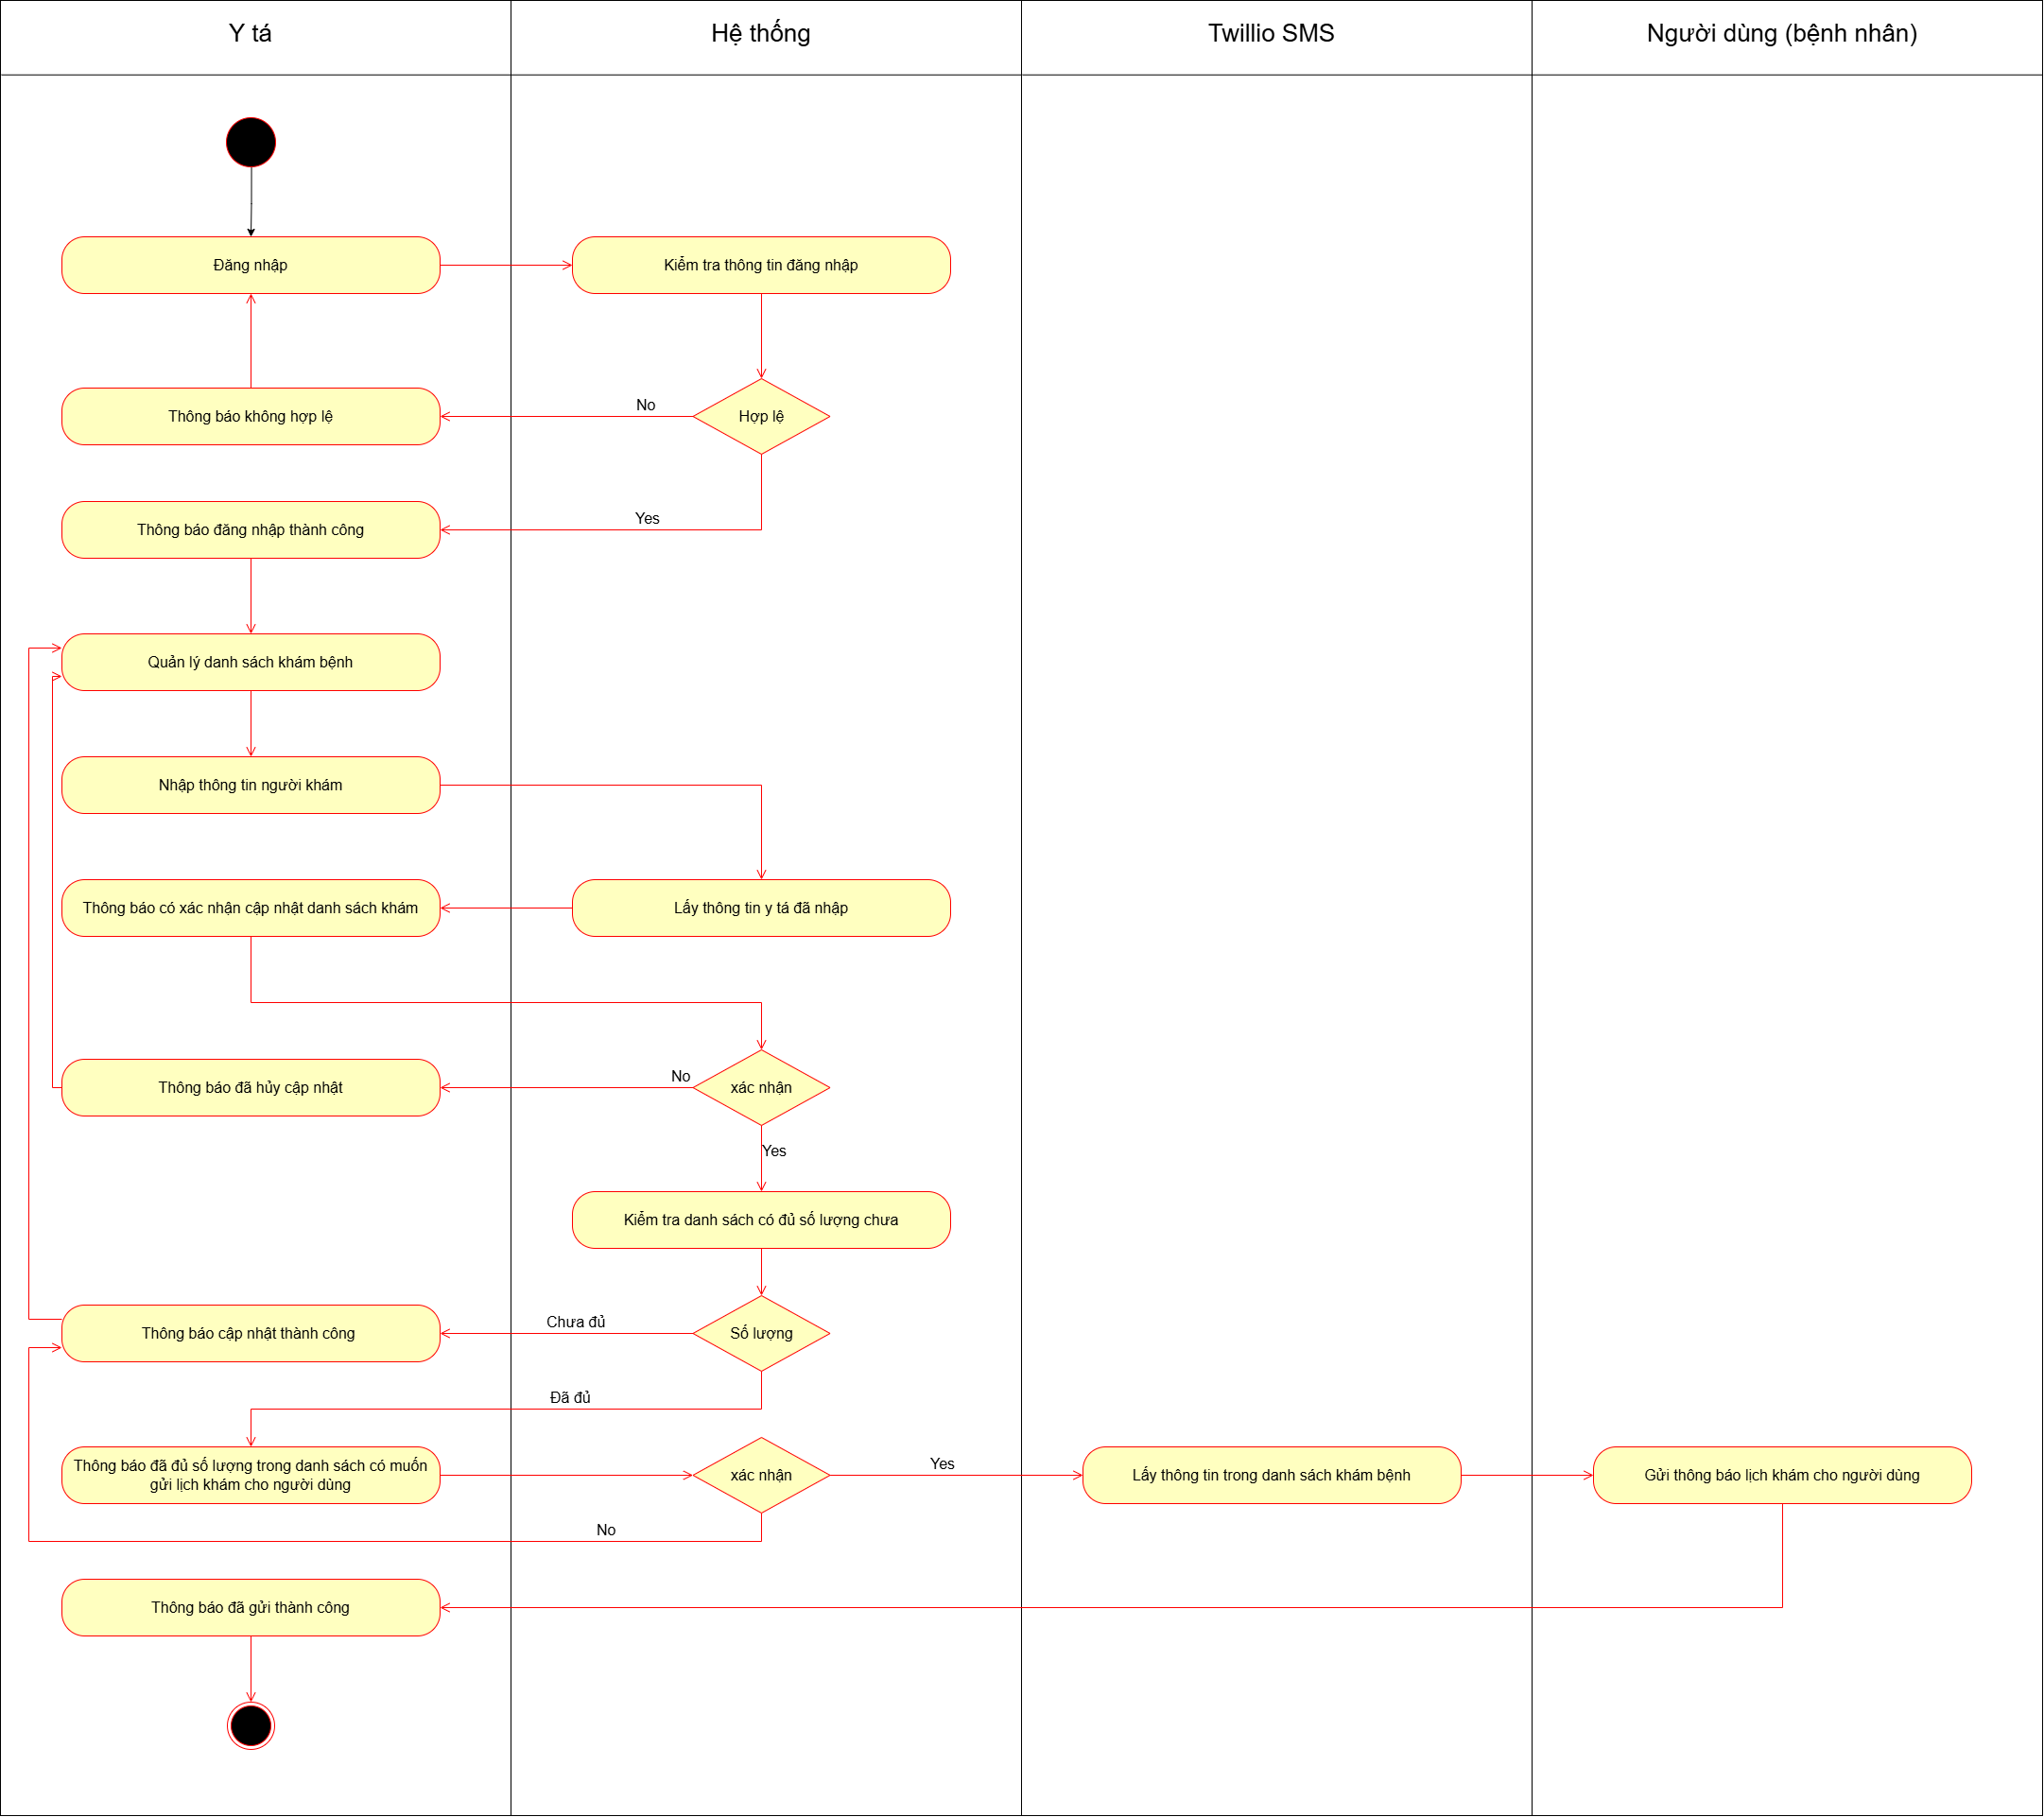 Y tá
Hệ thống
Twillio SMS
Người dùng (bệnh nhân)
Đăng nhập
Kiểm tra thông tin đăng nhập
Thông báo không hợp lệ
No
Hợp lệ
Thông báo đăng nhập thành công
Yes
Quản lý danh sách khám bệnh
Nhập thông tin người khám
Thông báo có xác nhận cập nhật danh sách khám
Lấy thông tin y tá đã nhập
Thông báo đã hủy cập nhật
No
xác nhận
Yes
Kiểm tra danh sách có đủ số lượng chưa
Thông báo cập nhật thành công
Chưa đủ
Số lượng
Đã đủ
Thông báo đã đủ số lượng trong danh sách có muốn
gửi lịch khám cho người dùng
xác nhận
Yes
Lấy thông tin trong danh sách khám bệnh
Gửi thông báo lịch khám cho người dùng
No
Thông báo đã gửi thành công